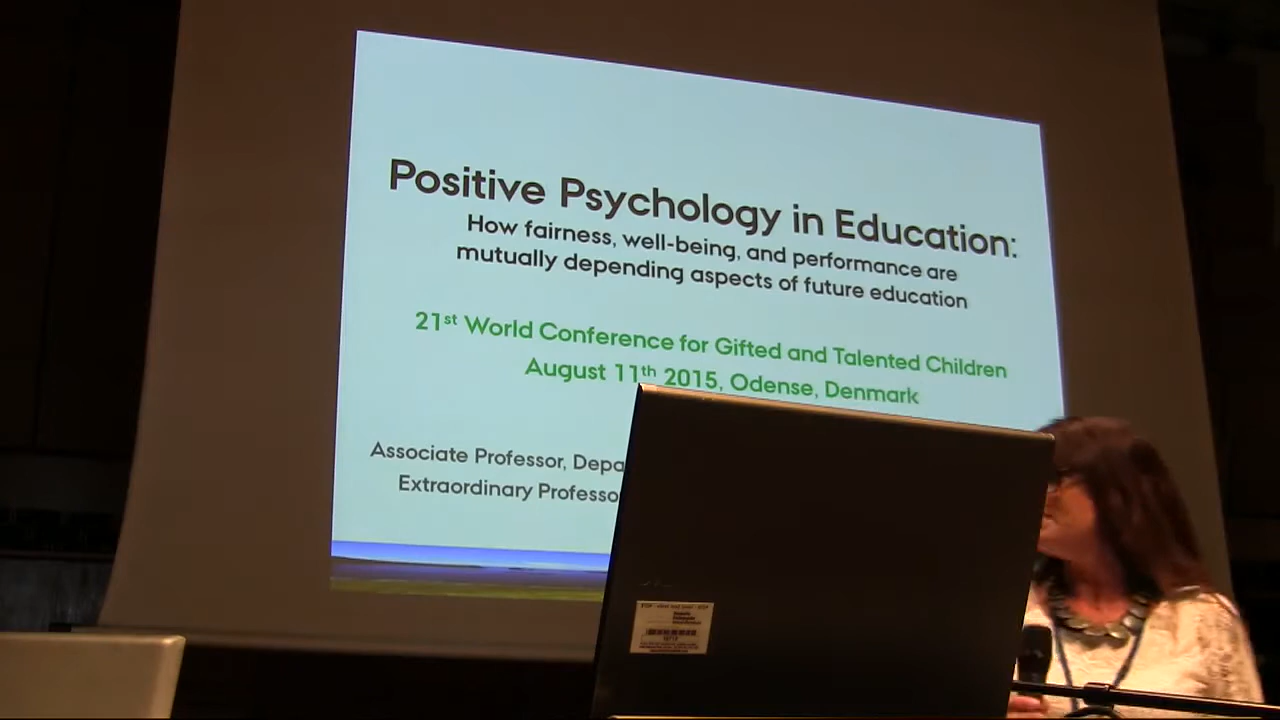 Positive Psychology in Education:
How fairness, well-being, and performance are
mutually depending aspects of future education
21st World Conference for Gifted and Talented Children
August 11th 2015, Odense, Denmark
Associate Professor, Depa
Extraordinary Professo